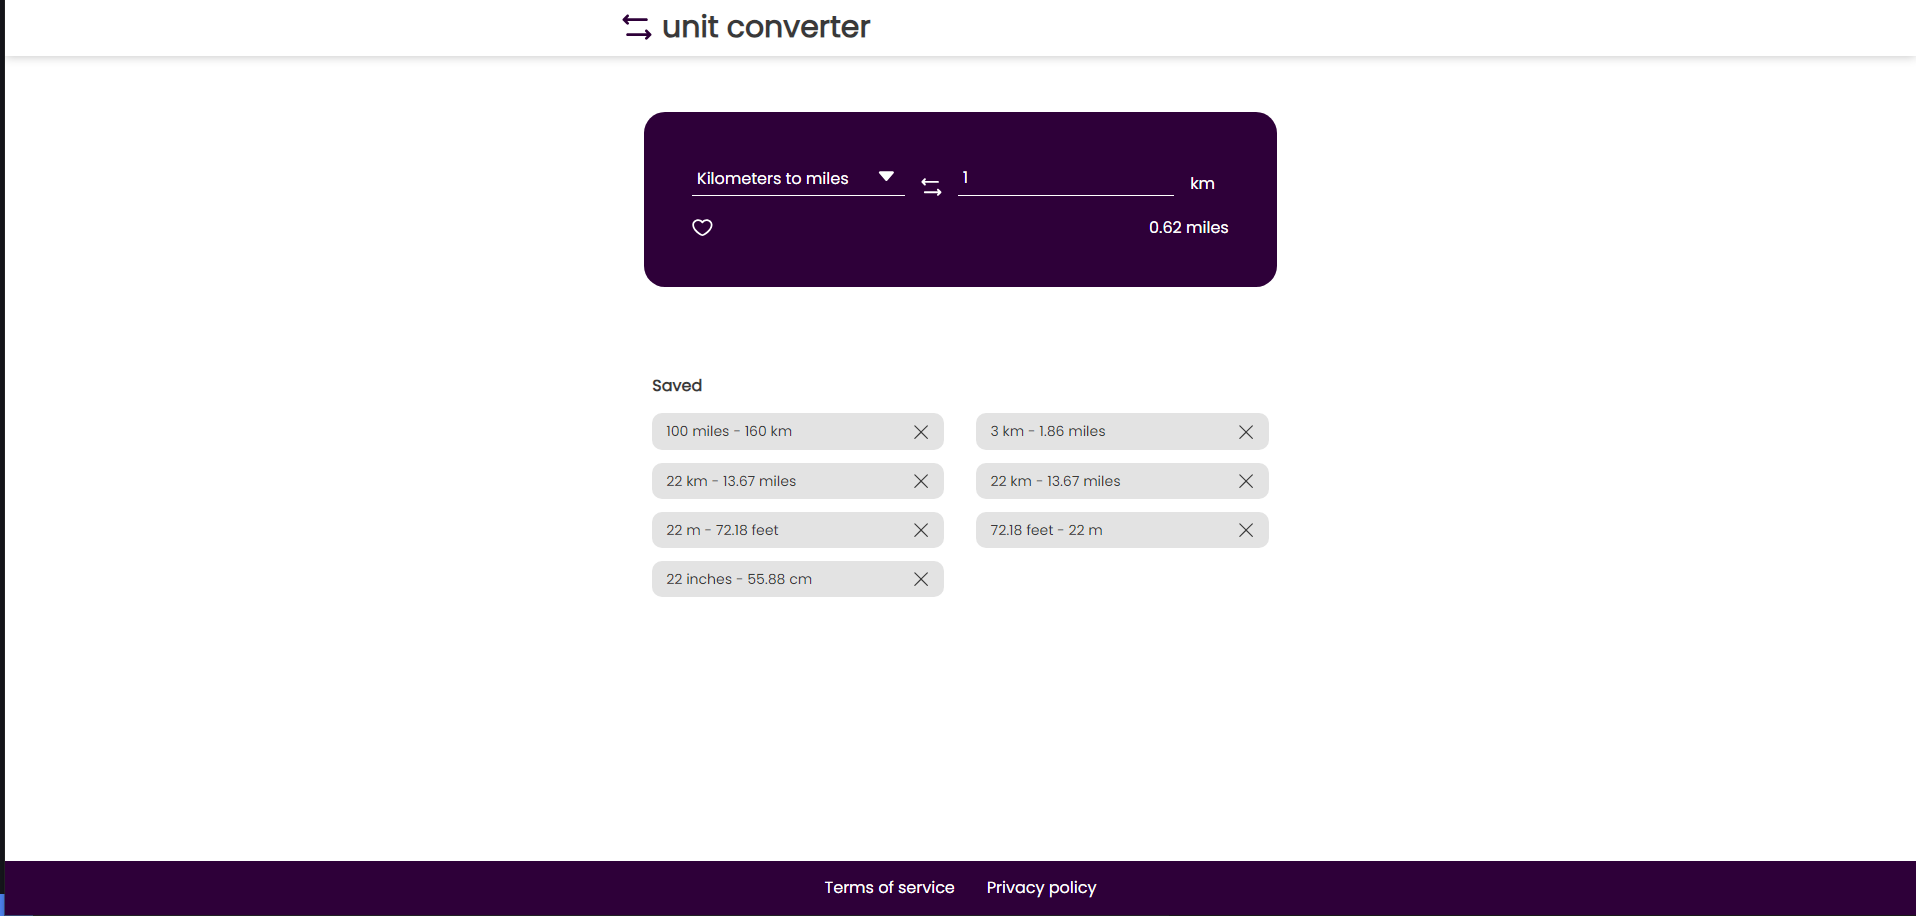 unit converter
Kilometers to miles
1
km
0.62 miles
Saved
100 miles - 160 km
3 km - 1.86 miles
22 km - 13.67 miles
22 km - 13.67 miles
22 m - 72.18 feet
72.18 feet - 22 m
22 inches - 55.88 cm
Terms of service
Privacy policy